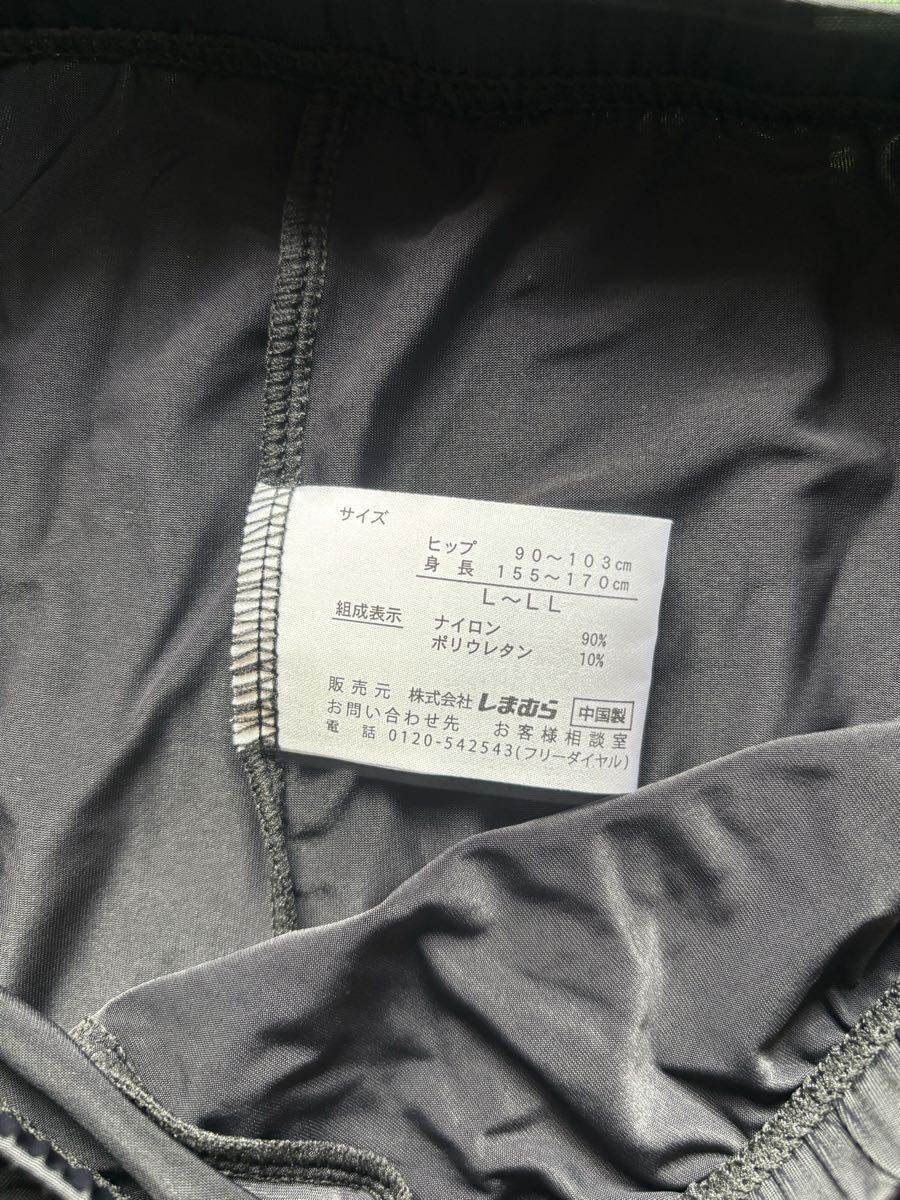 サイズ
ヒップ 90～103㎝
身長 155～170㎝
L～LL
組成表示 ナイロン 90%
ポリウレタン 10%
販売元 株式会社 しまむら 中国製
お問い合わせ先 お客様相談室
電話 0120-542543(フリーダイヤル)